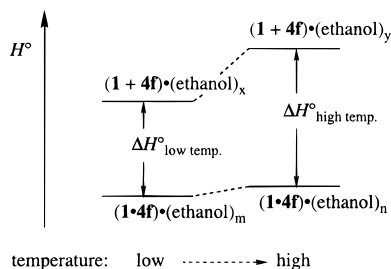 (1 + 4f)•(ethanol)y
H°
(1 + 4f)•(ethanol)x
ΔH°high temp.
ΔH°low temp.
(1•4f)•(ethanol)m
(1•4f)•(ethanol)n
temperature: low high